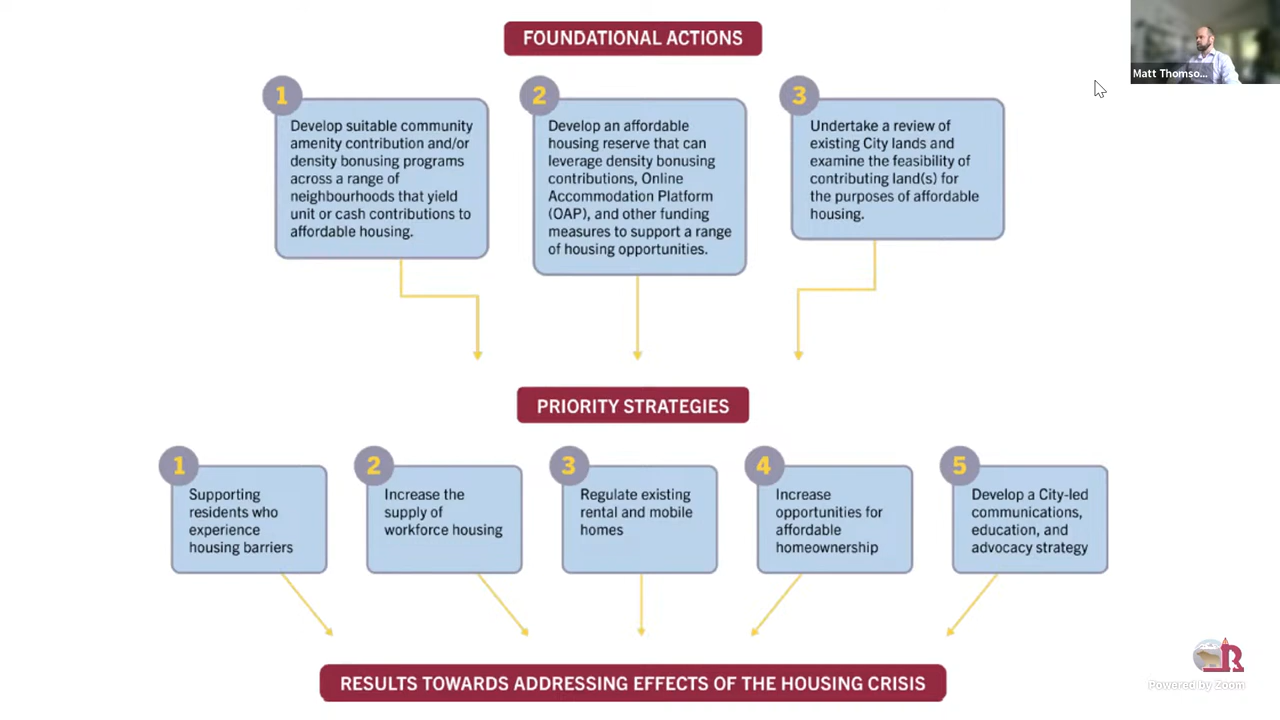 FOUNDATIONAL ACTIONS
Matt Thomso...
1
Develop suitable community
amenity contribution and/or
density bonusing programs
across a range of
neighbourhoods that yield
unit or cash contributions to
affordable housing.
2
Develop an affordable
housing reserve that can
leverage density bonusing
contributions, Online
Accommodation Platform
(OAP), and other funding
measures to support a range
of housing opportunities.
3
Undertake a review of
existing City lands and
examine the feasibility of
contributing land(s) for
the purposes of affordable
housing.
PRIORITY STRATEGIES
1
Supporting
residents who
experience
housing barriers
2
Increase the
supply of
workforce housing
3
Regulate existing
rental and mobile
homes
4
Increase
opportunities for
affordable
homeownership
5
Develop a City-led
communications,
education, and
advocacy strategy
RESULTS TOWARDS ADDRESSING EFFECTS OF THE HOUSING CRISIS
R
Powered by Zoom